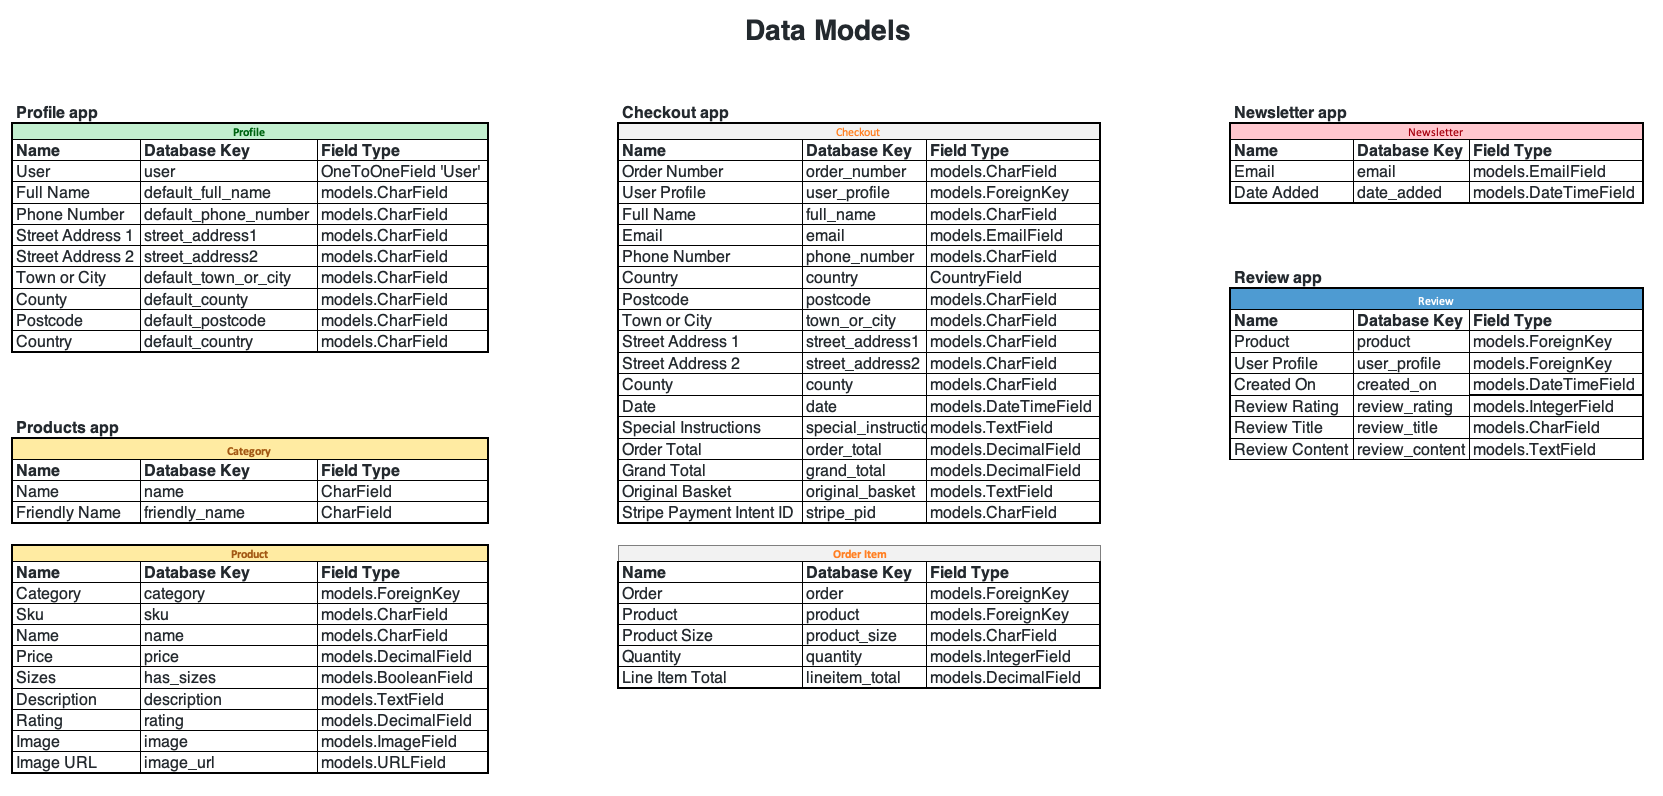 Data Models
Profile app
Profile
Name Database Key Field Type
User user OneToOneField 'User'
Full Name default_full_name models.CharField
Phone Number default_phone_number models.CharField
Street Address 1 street_address1 models.CharField
Street Address 2 street_address2 models.CharField
Town or City default_town_or_city models.CharField
County default_county models.CharField
Postcode default_postcode models.CharField
Country default_country models.CharField
Products app
Category
Name Database Key Field Type
Name name CharField
Friendly Name friendly_name CharField
Product
Name Database Key Field Type
Category category models.ForeignKey
Sku sku models.CharField
Name name models.CharField
Price price models.DecimalField
Sizes has_sizes models.BooleanField
Description description models.TextField
Rating rating models.DecimalField
Image image models.ImageField
Image URL image_url models.URLField
Checkout app
Checkout
Name Database Key Field Type
Order Number order_number models.CharField
User Profile user_profile models.ForeignKey
Full Name full_name models.CharField
Email email models.EmailField
Phone Number phone_number models.CharField
Country country CountryField
Postcode postcode models.CharField
Town or City town_or_city models.CharField
Street Address 1 street_address1 models.CharField
Street Address 2 street_address2 models.CharField
County county models.CharField
Date date models.DateTimeField
Special Instructions special_instructic models.TextField
Order Total order_total models.DecimalField
Grand Total grand_total models.DecimalField
Original Basket original_basket models.TextField
Stripe Payment Intent ID stripe_pid models.CharField
Order Item
Name Database Key Field Type
Order order models.ForeignKey
Product product models.ForeignKey
Product Size product_size models.CharField
Quantity quantity models.IntegerField
Line Item Total lineitem_total models.DecimalField
Newsletter app
Newsletter
Name Database Key Field Type
Email email models.EmailField
Date Added date_added models.DateTimeField
Review app
Review
Name Database Key Field Type
Product product models.ForeignKey
User Profile user_profile models.ForeignKey
Created On created_on models.DateTimeField
Review Rating review_rating models.IntegerField
Review Title review_title models.CharField
Review Content review_content models.TextField